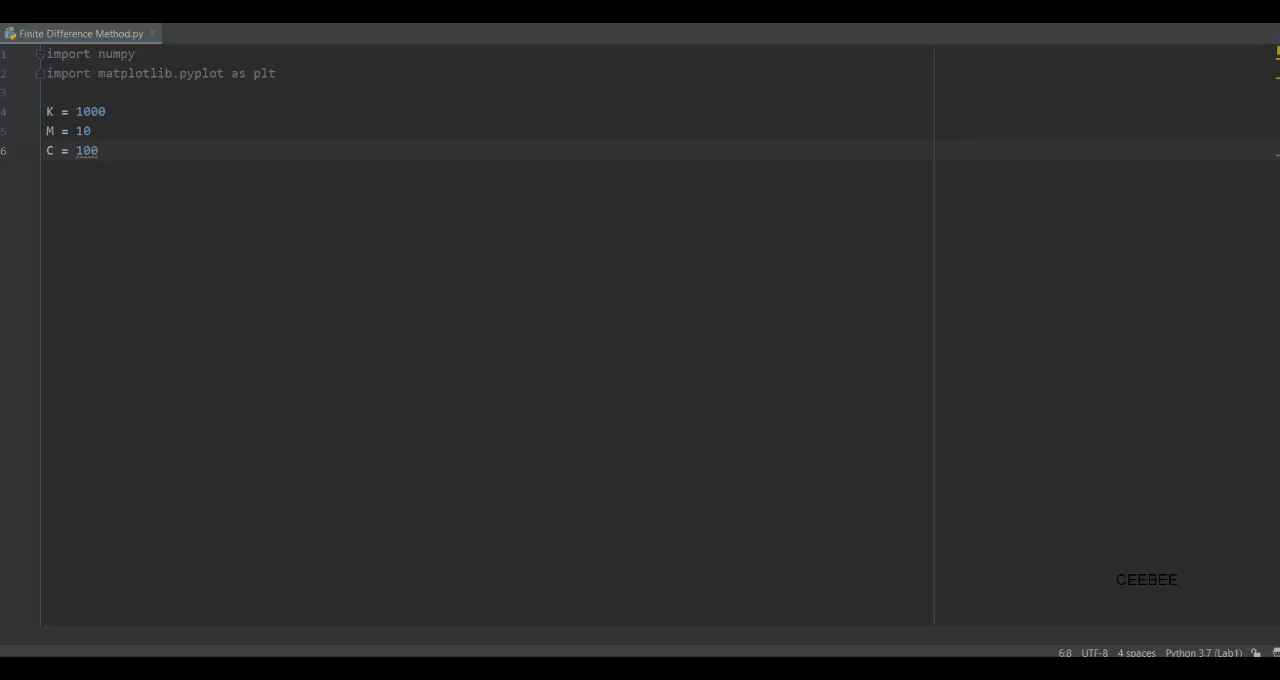 Finite Difference Method.py
1 import numpy
2 import matplotlib.pyplot as plt
3
4 K = 1000
5 M = 10
6 C = 100
CEEBEE
6:8 UTF-8 4 spaces Python 3.7 (Lab1)